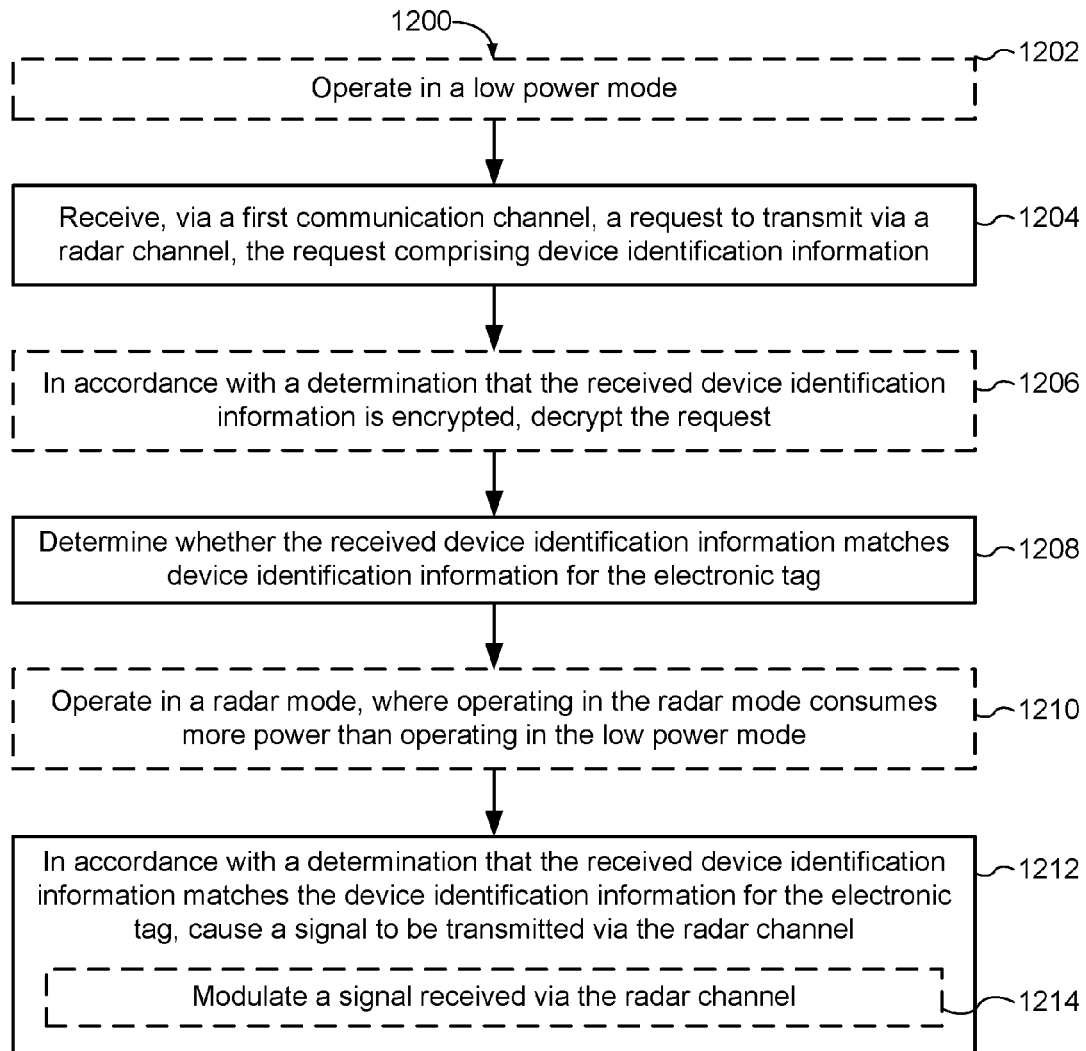 1200
1202
Operate in a low power mode
Receive, via a first communication channel, a request to transmit via a
radar channel, the request comprising device identification information
1204
In accordance with a determination that the received device identification
information is encrypted, decrypt the request
1206
Determine whether the received device identification information matches
device identification information for the electronic tag
1208
Operate in a radar mode, where operating in the radar mode consumes
more power than operating in the low power mode
1210
In accordance with a determination that the received device identification
information matches the device identification information for the electronic
tag, cause a signal to be transmitted via the radar channel
1212
Modulate a signal received via the radar channel
1214